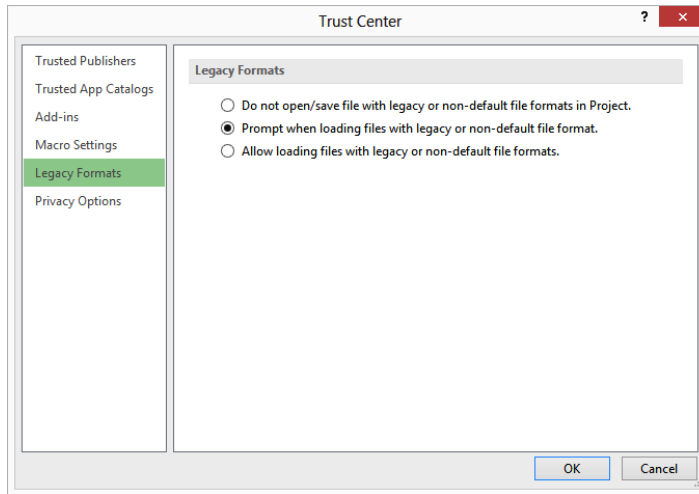 Trust Center
?
Trusted Publishers
Trusted App Catalogs
Add-ins
Macro Settings
Legacy Formats
Privacy Options
Legacy Formats
Do not open/save file with legacy or non-default file formats in Project.
Prompt when loading files with legacy or non-default file format.
Allow loading files with legacy or non-default file formats.
OK
Cancel